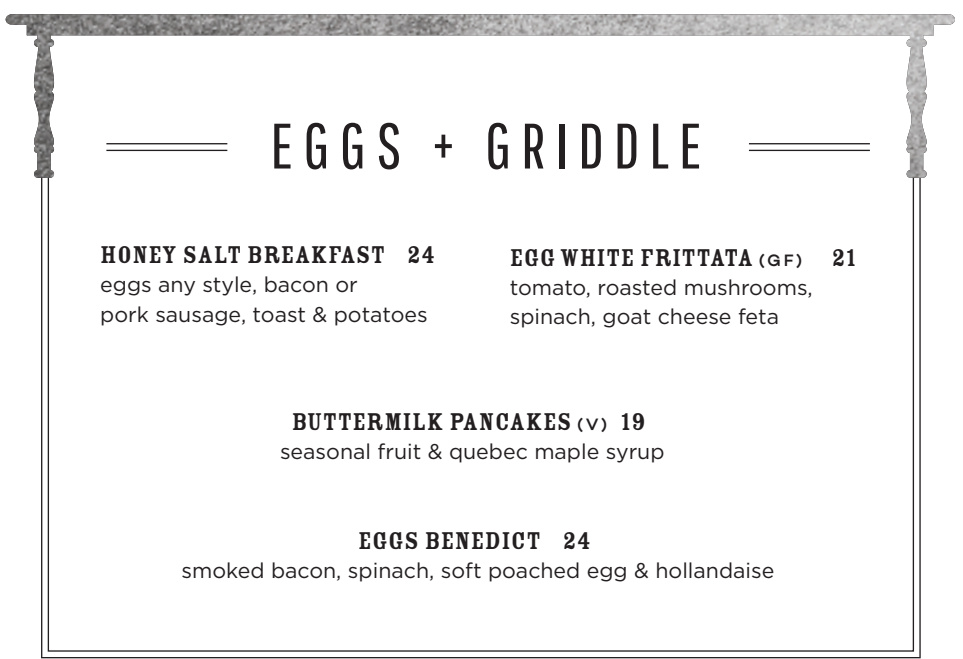 EGGS + GRIDDLE
HONEY SALT BREAKFAST 24
eggs any style, bacon or
pork sausage, toast & potatoes
EGG WHITE FRITTATA (GF) 21
tomato, roasted mushrooms,
spinach, goat cheese feta
BUTTERMILK PANCAKES (V) 19
seasonal fruit & quebec maple syrup
EGGS BENEDICT 24
smoked bacon, spinach, soft poached egg & hollandaise